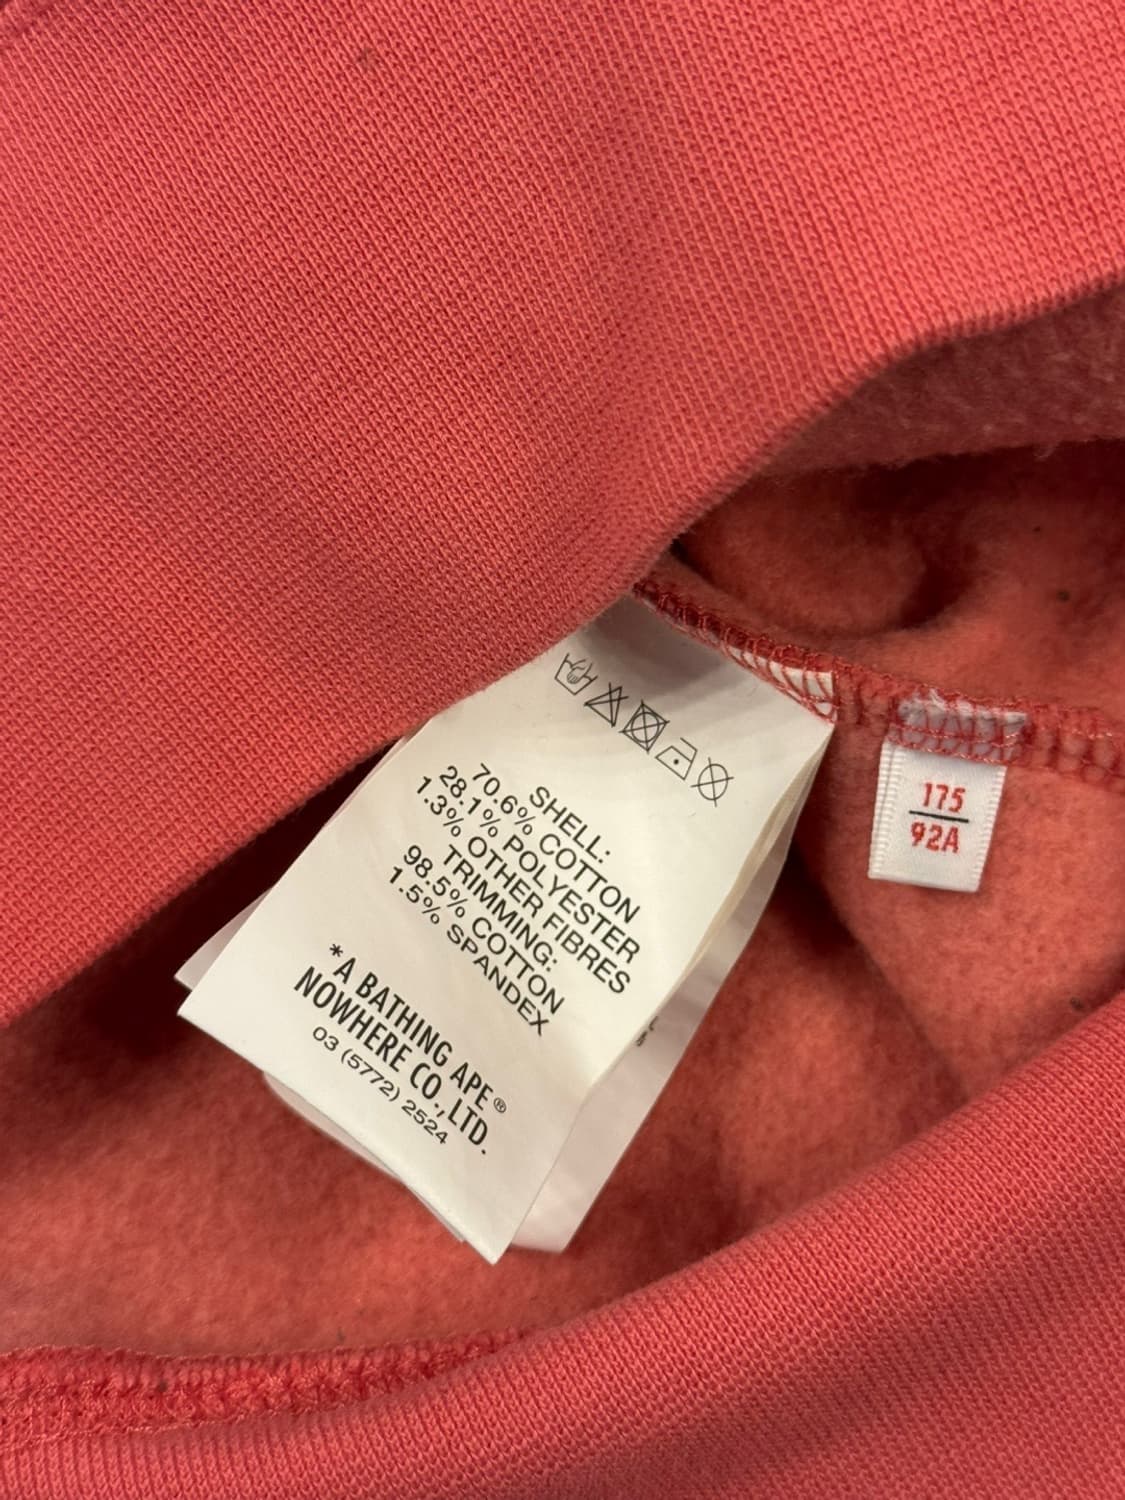 SHELL:
70.6% COTTON
28.1% POLYESTER
1.3% OTHER FIBRES
TRIMMING:
98.5% COTTON
1.5% SPANDEX
*A BATHING APE®
NOWHERE CO.,LTD.
03 (5772) 2524
175
92A